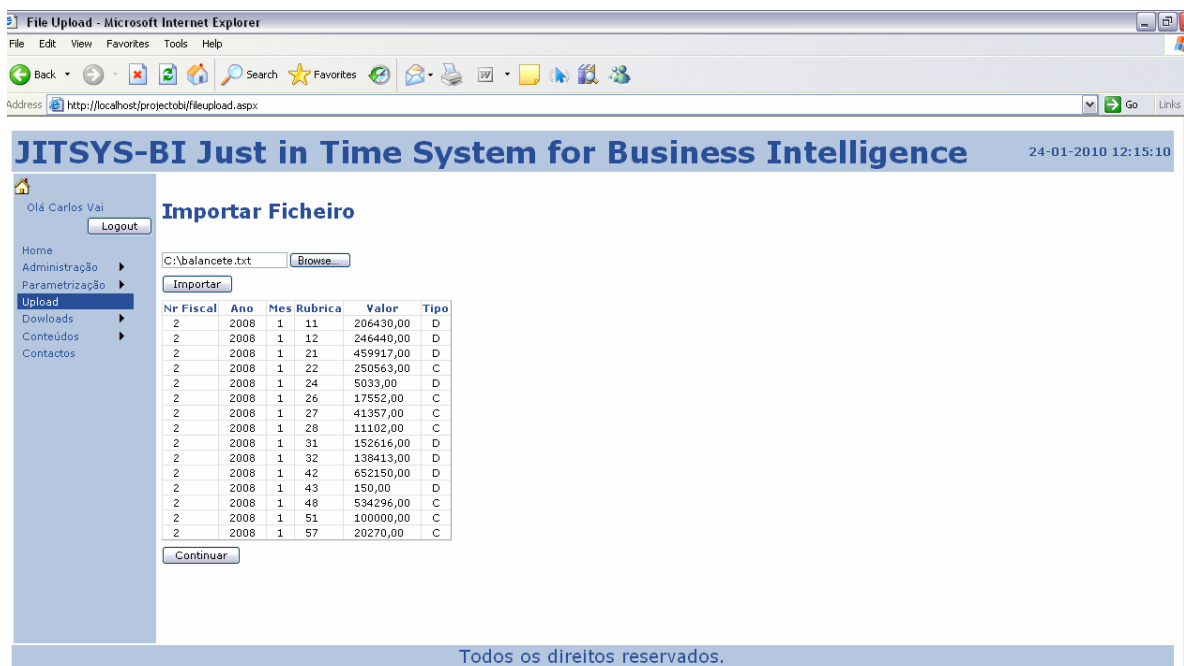 File Upload - Microsoft Internet Explorer
File Edit View Favorites Tools Help
Back Search Favorites
Address http://localhost/projectobi/fileupload.aspx Go Links
JITSYS-BI Just in Time System for Business Intelligence 24-01-2010 12:15:10
Olá Carlos Vai
Logout
Home
Administração
Parametrização
Upload
Dowloads
Conteúdos
Contactos
Importar Ficheiro
C:\balancete.txt Browse...
Importar
Nr Fiscal Ano Mes Rubrica Valor Tipo
2 2008 1 11 206430,00 D
2 2008 1 12 246440,00 D
2 2008 1 21 459917,00 D
2 2008 1 22 250563,00 C
2 2008 1 24 5033,00 D
2 2008 1 26 17552,00 C
2 2008 1 27 41357,00 C
2 2008 1 28 11102,00 C
2 2008 1 31 152616,00 D
2 2008 1 32 138413,00 D
2 2008 1 42 652150,00 D
2 2008 1 43 150,00 D
2 2008 1 48 534296,00 C
2 2008 1 51 100000,00 C
2 2008 1 57 20270,00 C
Continuar
Todos os direitos reservados.